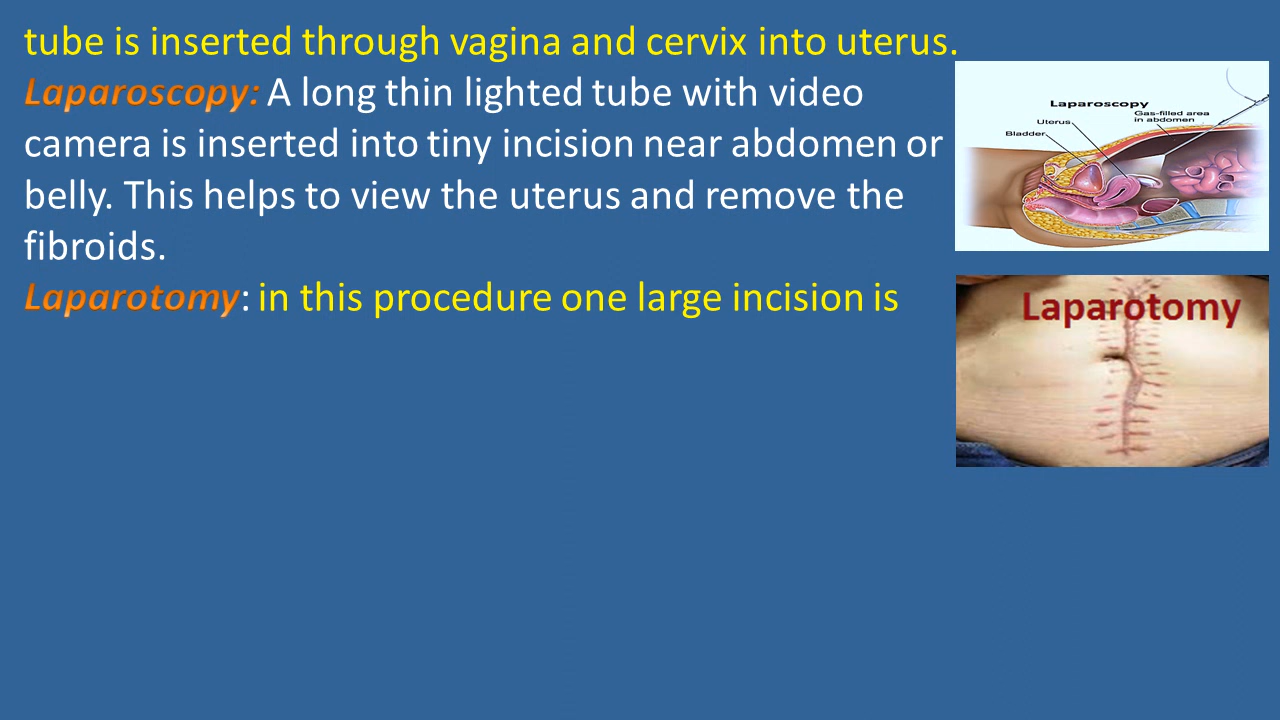 tube is inserted through vagina and cervix into uterus.
Laparoscopy: A long thin lighted tube with video
camera is inserted into tiny incision near abdomen or
belly. This helps to view the uterus and remove the
fibroids.
Laparotomy: in this procedure one large incision is
Laparoscopy
Gas-filled area
in abdomen
Uterus
Bladder
Laparotomy